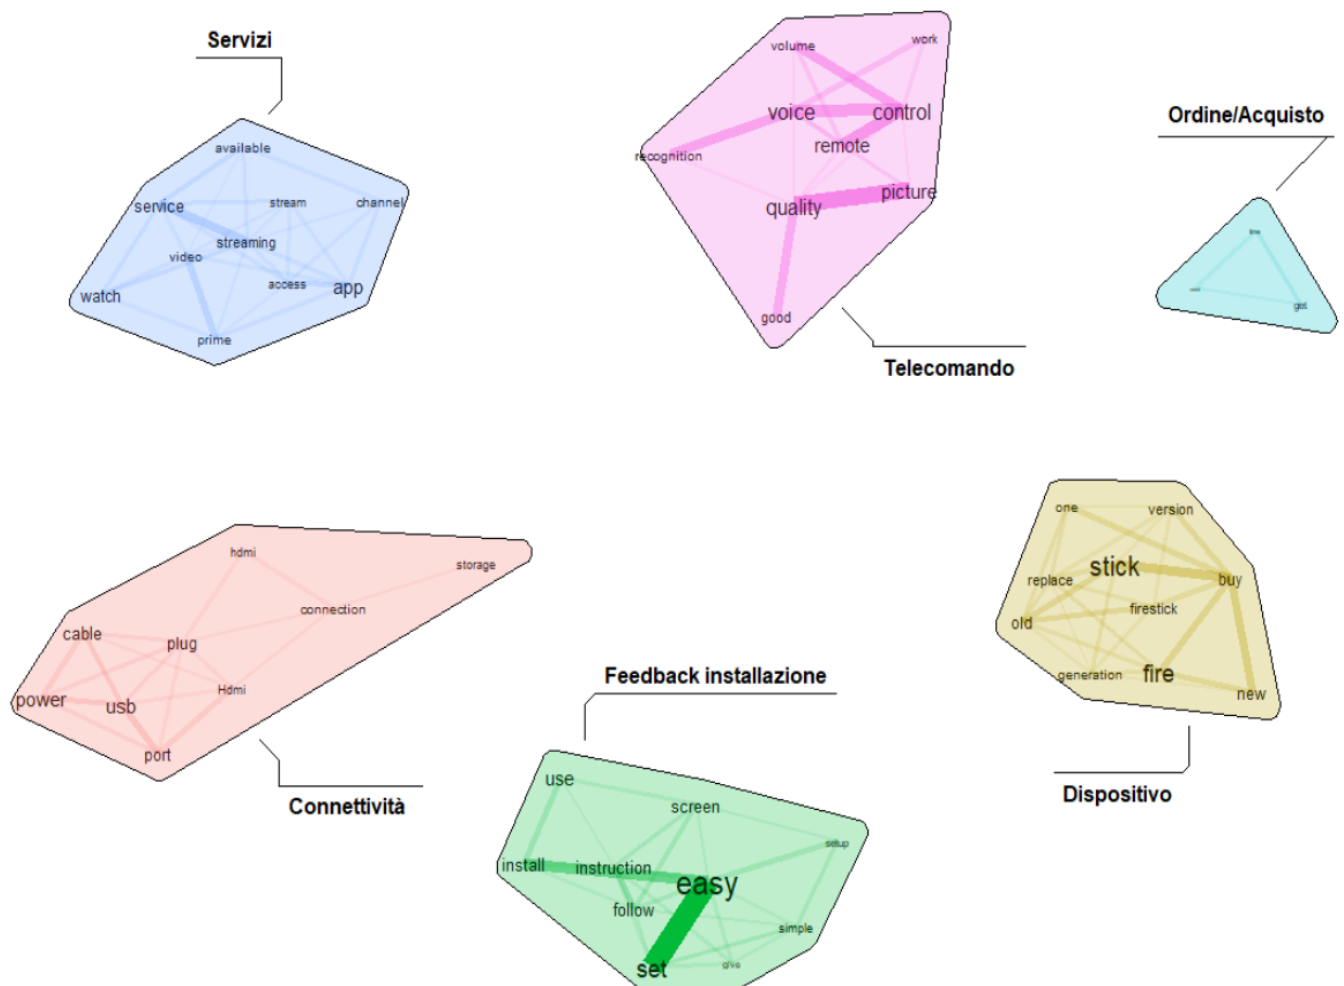 Servizi
available
service
stream
channel
streaming
video
access
watch
app
prime
volume
work
voice
control
remote
recognition
picture
quality
good
Telecomando
Ordine/Acquisto
get
hdmi
storage
connection
cable
plug
Hdmi
power
usb
port
Connettività
Feedback installazione
use
screen
setup
install
instruction
easy
follow
simple
set
give
one
version
stick
replace
buy
firestick
old
generation
fire
new
Dispositivo